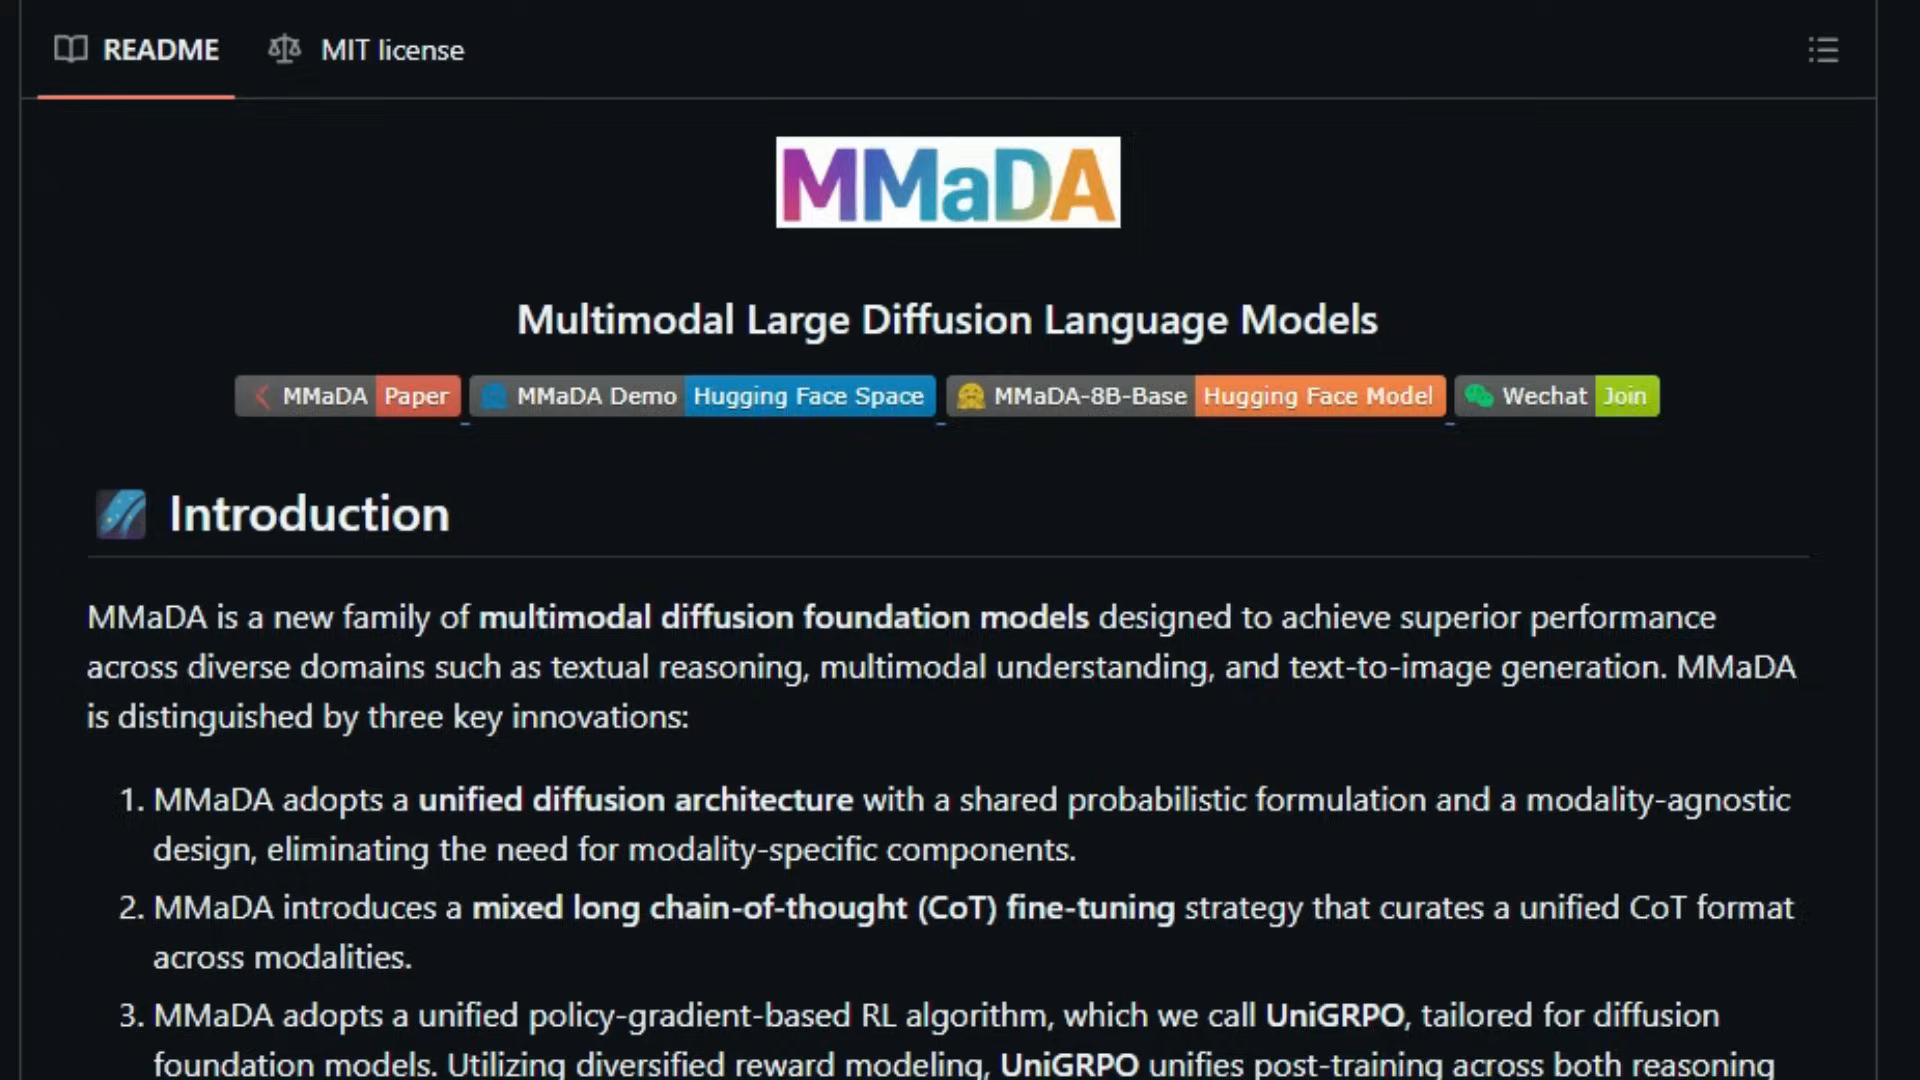 README
MIT license
MMaDA
Multimodal Large Diffusion Language Models
MMaDA Paper
MMaDA Demo Hugging Face Space
MMaDA-8B-Base Hugging Face Model
Wechat Join
Introduction
MMaDA is a new family of multimodal diffusion foundation models designed to achieve superior performance
across diverse domains such as textual reasoning, multimodal understanding, and text-to-image generation. MMaDA
is distinguished by three key innovations:
1. MMaDA adopts a unified diffusion architecture with a shared probabilistic formulation and a modality-agnostic
design, eliminating the need for modality-specific components.
2. MMaDA introduces a mixed long chain-of-thought (CoT) fine-tuning strategy that curates a unified CoT format
across modalities.
3. MMaDA adopts a unified policy-gradient-based RL algorithm, which we call UniGRPO, tailored for diffusion
foundation models. Utilizing diversified reward modeling, UniGRPO unifies post-training across both reasoning